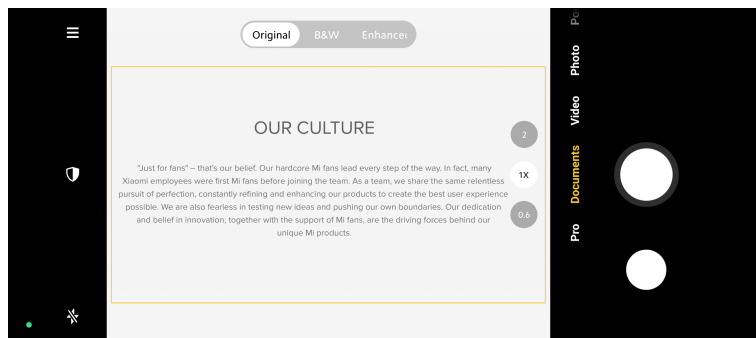 Original B&W Enhancer
OUR CULTURE
"Just for fans" – that's our belief. Our hardcore Mi fans lead every step of the way. In fact, many
Xiaomi employees were first Mi fans before joining the team. As a team, we share the same relentless
pursuit of perfection, constantly refining and enhancing our products to create the best user experience
possible. We are also fearless in testing new ideas and pushing our own boundaries. Our dedication
and belief in innovation, together with the support of Mi fans, are the driving forces behind our
unique Mi products.
2
1X
0.6
Po
Photo
Video
Documents
Pro